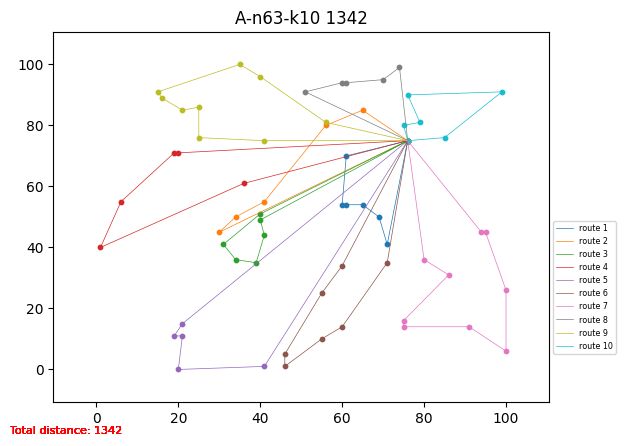 A-n63-k10 1342
100
80
60
40
20
0
0 20 40 60 80 100
route 1
route 2
route 3
route 4
route 5
route 6
route 7
route 8
route 9
route 10
Total distance: 1342